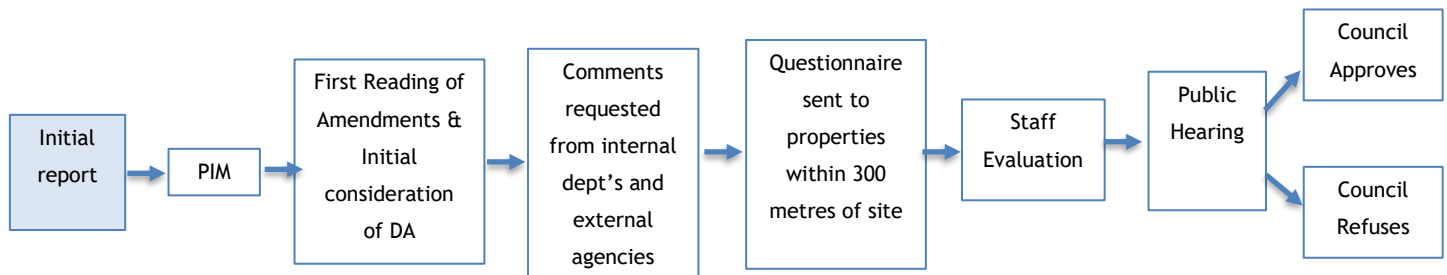 Initial
report
PIM
First Reading of
Amendments &
Initial
consideration
of DA
Comments
requested
from internal
dept’s and
external
agencies
Questionnaire
sent to
properties
within 300
metres of site
Staff
Evaluation
Public
Hearing
Council
Approves
Council
Refuses